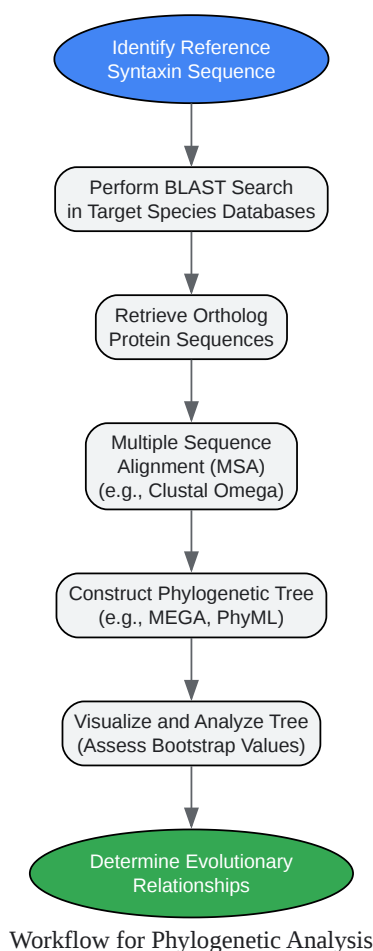 Identify Reference
Syntaxin Sequence
Perform BLAST Search
in Target Species Databases
Retrieve Ortholog
Protein Sequences
Multiple Sequence
Alignment (MSA)
(e.g., Clustal Omega)
Construct Phylogenetic Tree
(e.g., MEGA, PhyML)
Visualize and Analyze Tree
(Assess Bootstrap Values)
Determine Evolutionary
Relationships
Workflow for Phylogenetic Analysis